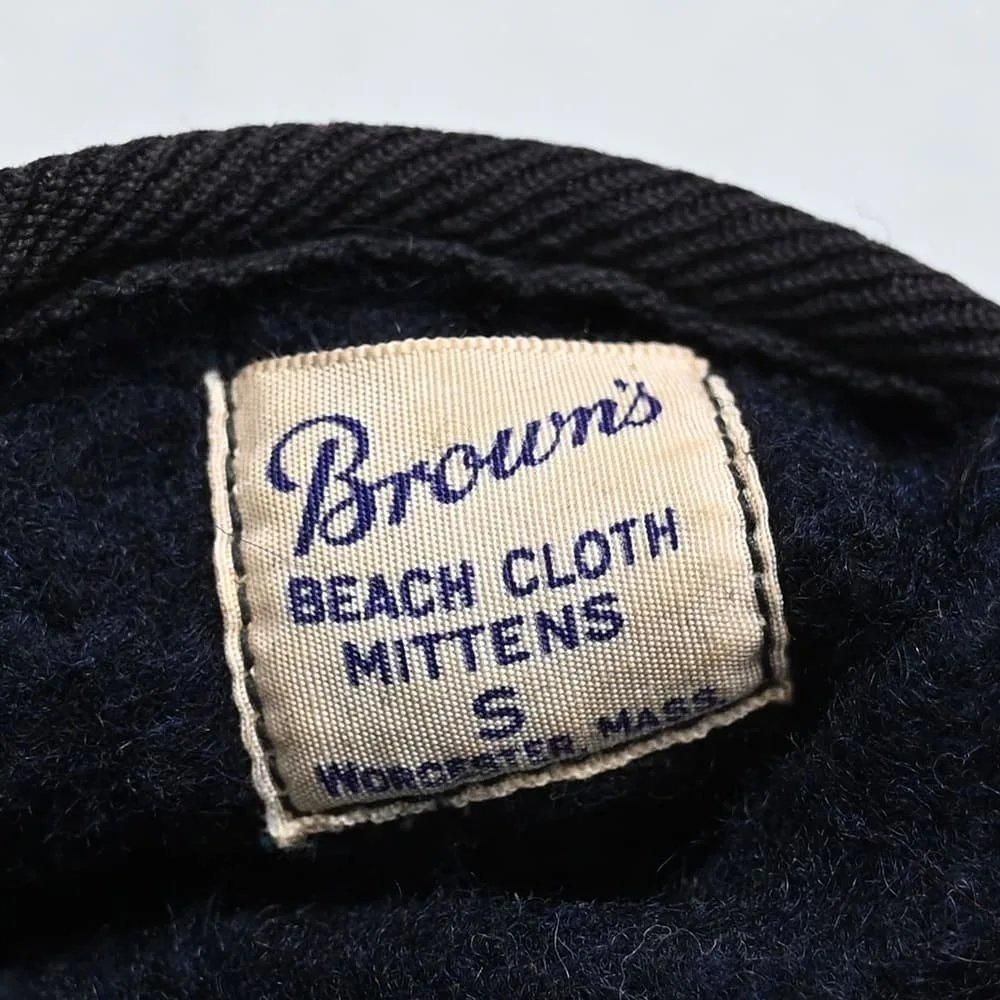 Brown's
BEACH CLOTH
MITTENS
S
WORCESTER, MASS.